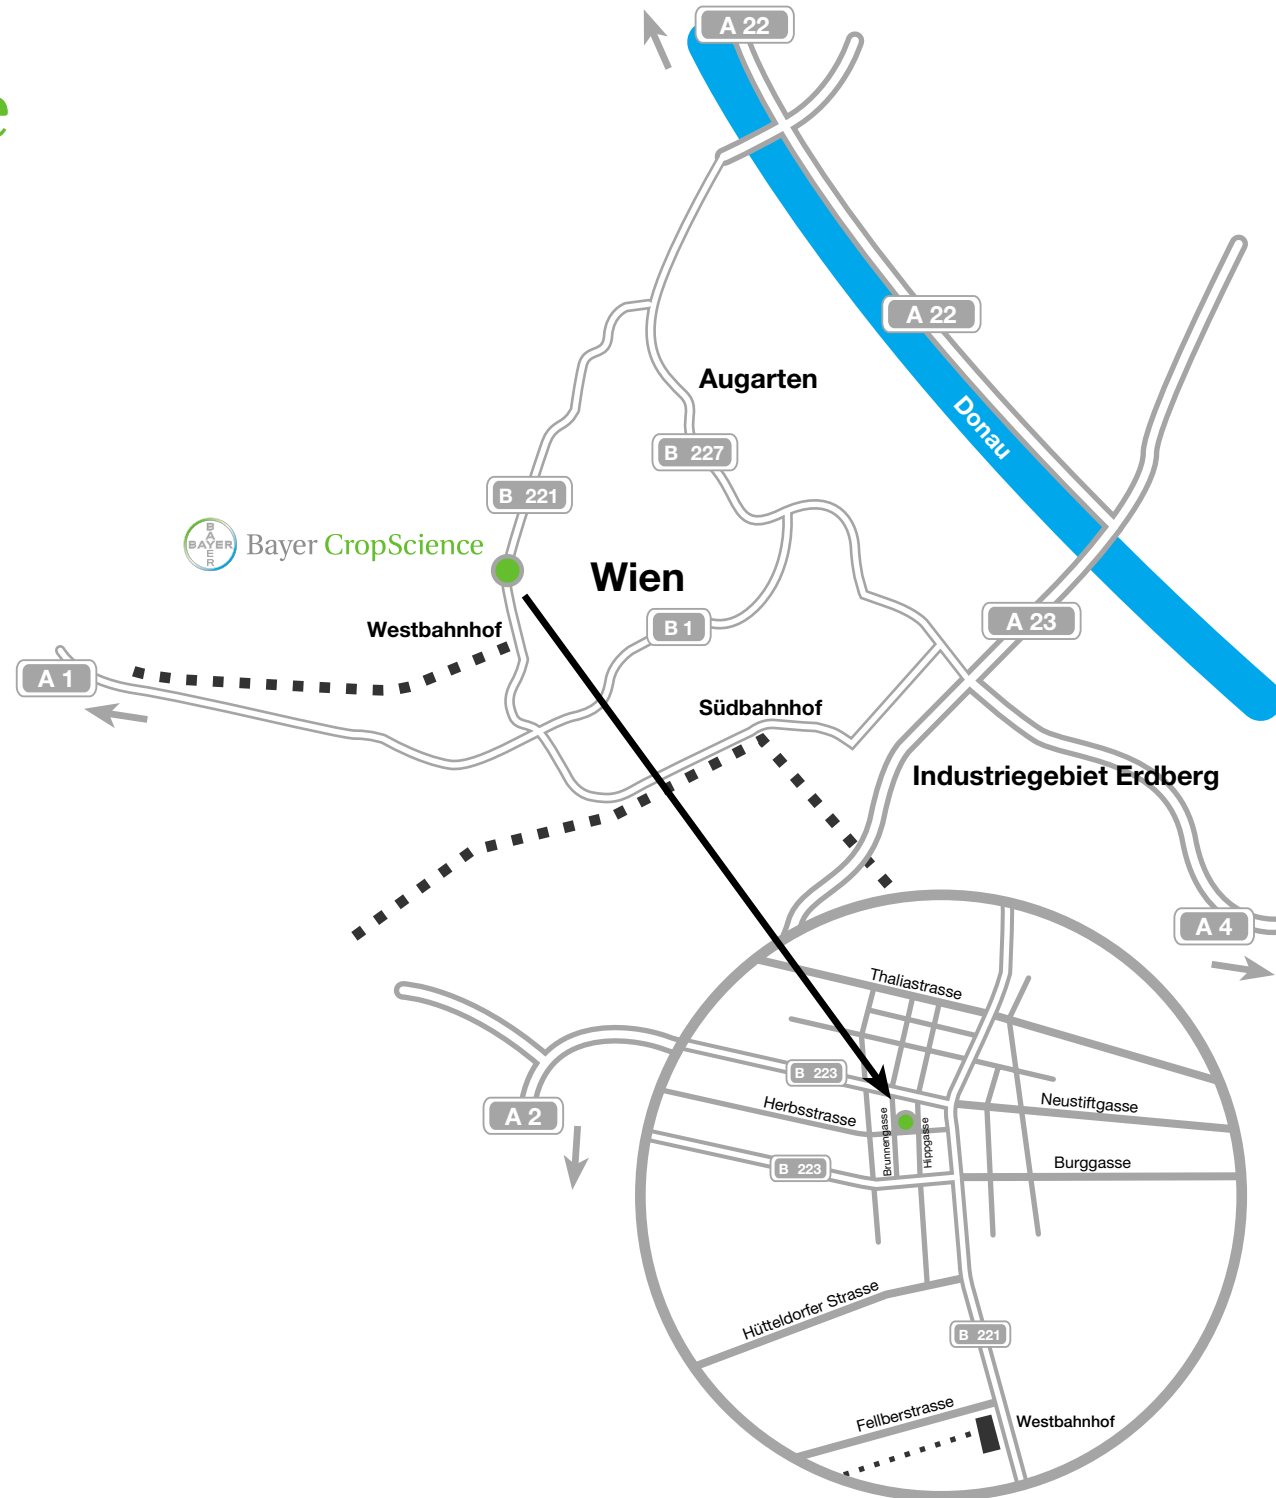 A 22
e
A 22
Augarten
Donau
B 227
B 221
BAYER
BAYER
Bayer CropScience
Wien
A 23
B 1
Westbahnhof
A 1
Südbahnhof
Industriegebiet Erdberg
A 4
Thaliastrasse
B 223
A 2
Herbsstrasse
Neustiftgasse
Brunnengasse
Hippgasse
B 223
Burggasse
Hütteldorfer Strasse
B 221
Fellberstrasse
Westbahnhof